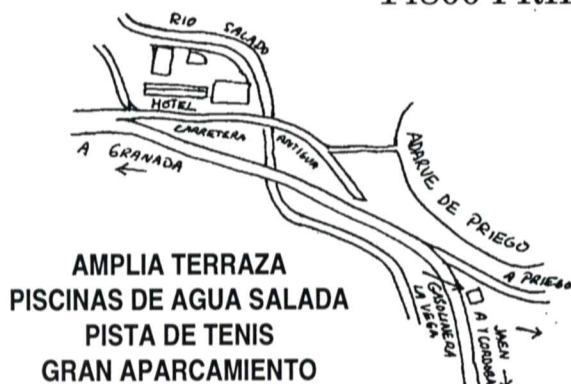 RIO SALADO
HOTEL
CARRETERA ANTIGUA
A GRANADA
ADARVE DE PRIEGO
A PRIEGO
GASOLINERA
LA VEGA
JAEN
A Y CORDOBA
AMPLIA TERRAZA
PISCINAS DE AGUA SALADA
PISTA DE TENIS
GRAN APARCAMIENTO